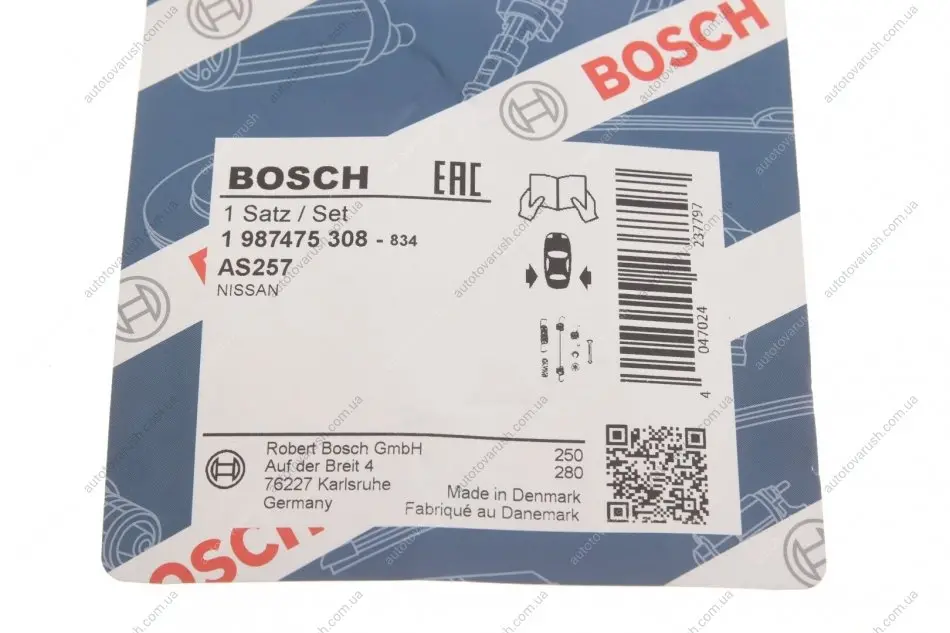 BOSCH
BOSCH
EAC
1 Satz / Set
1 987475 308 - 834
AS257
NISSAN
4 047024 237797
Robert Bosch GmbH
Auf der Breit 4
76227 Karlsruhe
Germany
250
280
Made in Denmark
Fabriqué au Danemark
BOSCH
autotovarush.com.ua